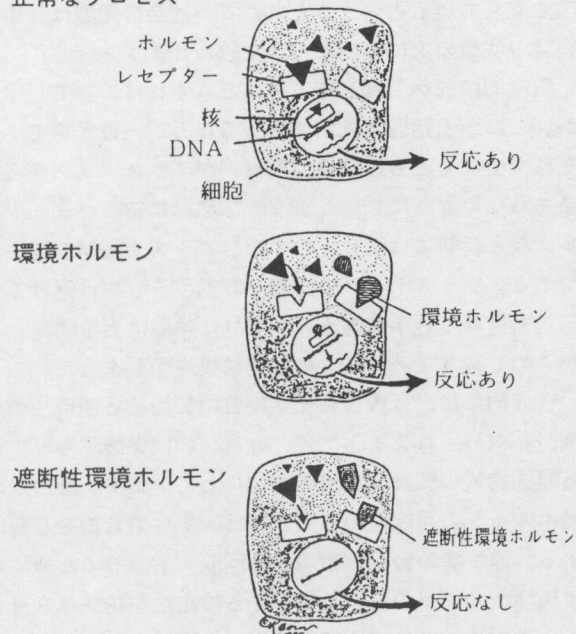 正常なプロセス
ホルモン
レセプター
核
DNA
細胞
反応あり
環境ホルモン
環境ホルモン
反応あり
遮断性環境ホルモン
遮断性環境ホルモン
反応なし